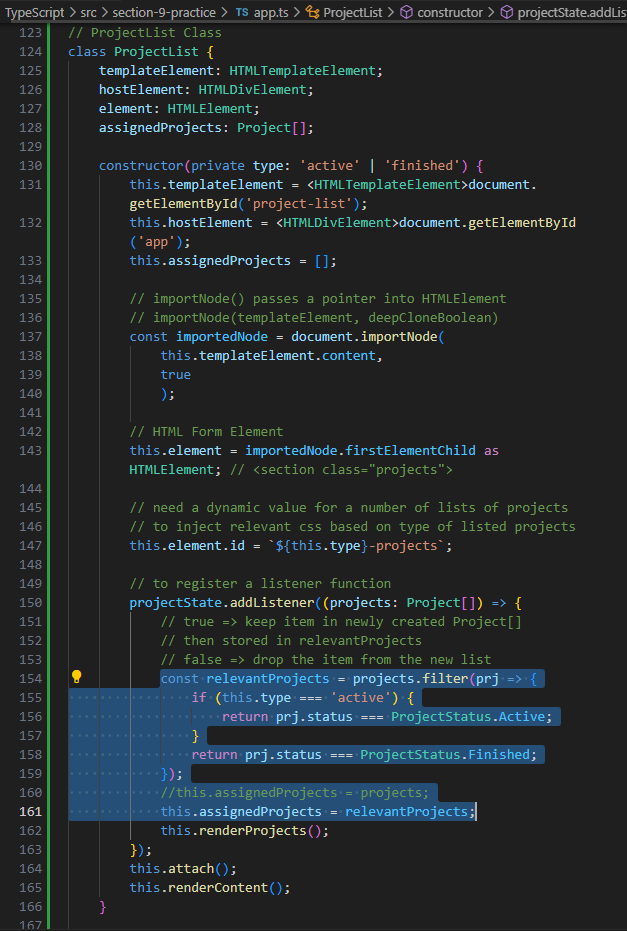 TypeScript > src > section-9-practice > TS app.ts > ProjectList > constructor > projectState.addLis
123 // ProjectList Class
124 class ProjectList {
125 templateElement: HTMLTemplateElement;
126 hostElement: HTMLDivElement;
127 element: HTMLElement;
128 assignedProjects: Project[];
129
130 constructor(private type: 'active' | 'finished') {
131 this.templateElement = <HTMLTemplateElement>document.
getElementById('project-list');
132 this.hostElement = <HTMLDivElement>document.getElementById
('app');
133 this.assignedProjects = [];
134
135 // importNode() passes a pointer into HTMLElement
136 // importNode(templateElement, deepCloneBoolean)
137 const importedNode = document.importNode(
138 this.templateElement.content,
139 true
140 );
141
142 // HTML Form Element
143 this.element = importedNode.firstElementChild as
HTMLElement; // <section class="projects">
144
145 // need a dynamic value for a number of lists of projects
146 // to inject relevant css based on type of listed projects
147 this.element.id = `${this.type}-projects`;
148
149 // to register a listener function
150 projectState.addListener((projects: Project[]) => {
151 // true => keep item in newly created Project[]
152 // then stored in relevantProjects
153 // false => drop the item from the new list
154 const relevantProjects = projects.filter(prj => {
155 if (this.type === 'active') {
156 return prj.status === ProjectStatus.Active;
157 }
158 return prj.status === ProjectStatus.Finished;
159 });
160 //this.assignedProjects = projects;
161 this.assignedProjects = relevantProjects;
162 this.renderProjects();
163 });
164 this.attach();
165 this.renderContent();
166 }
167